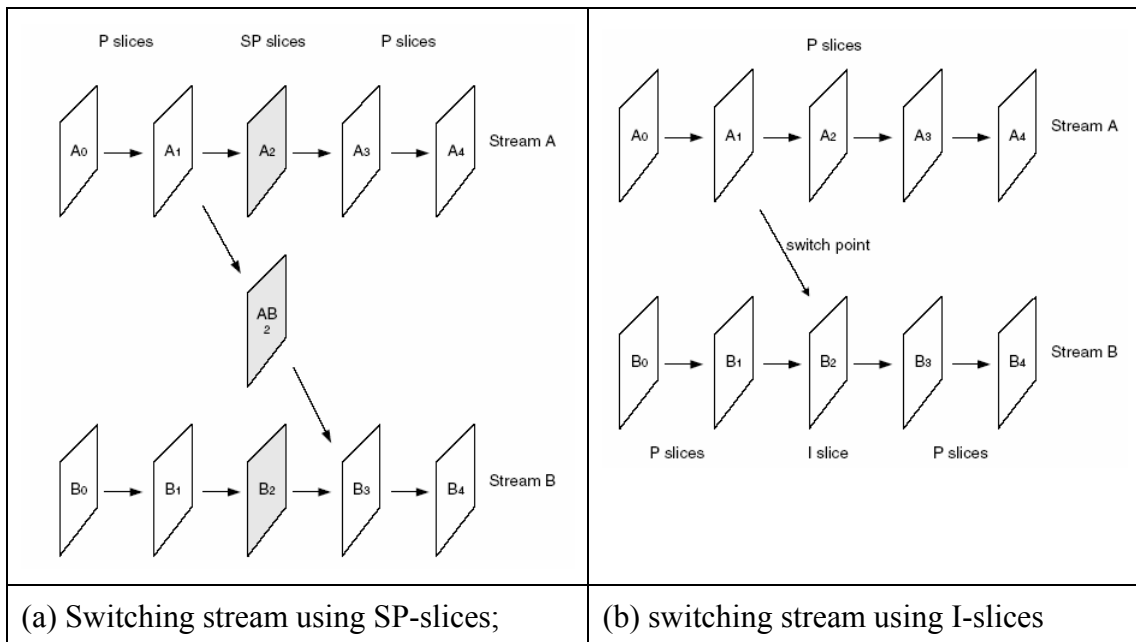 P slices SP slices P slices
A0 A1 A2 A3 A4 Stream A
AB
2
B0 B1 B2 B3 B4 Stream B
(a) Switching stream using SP-slices;
P slices
A0 A1 A2 A3 A4 Stream A
switch point
B0 B1 B2 B3 B4 Stream B
P slices I slice P slices
(b) switching stream using I-slices